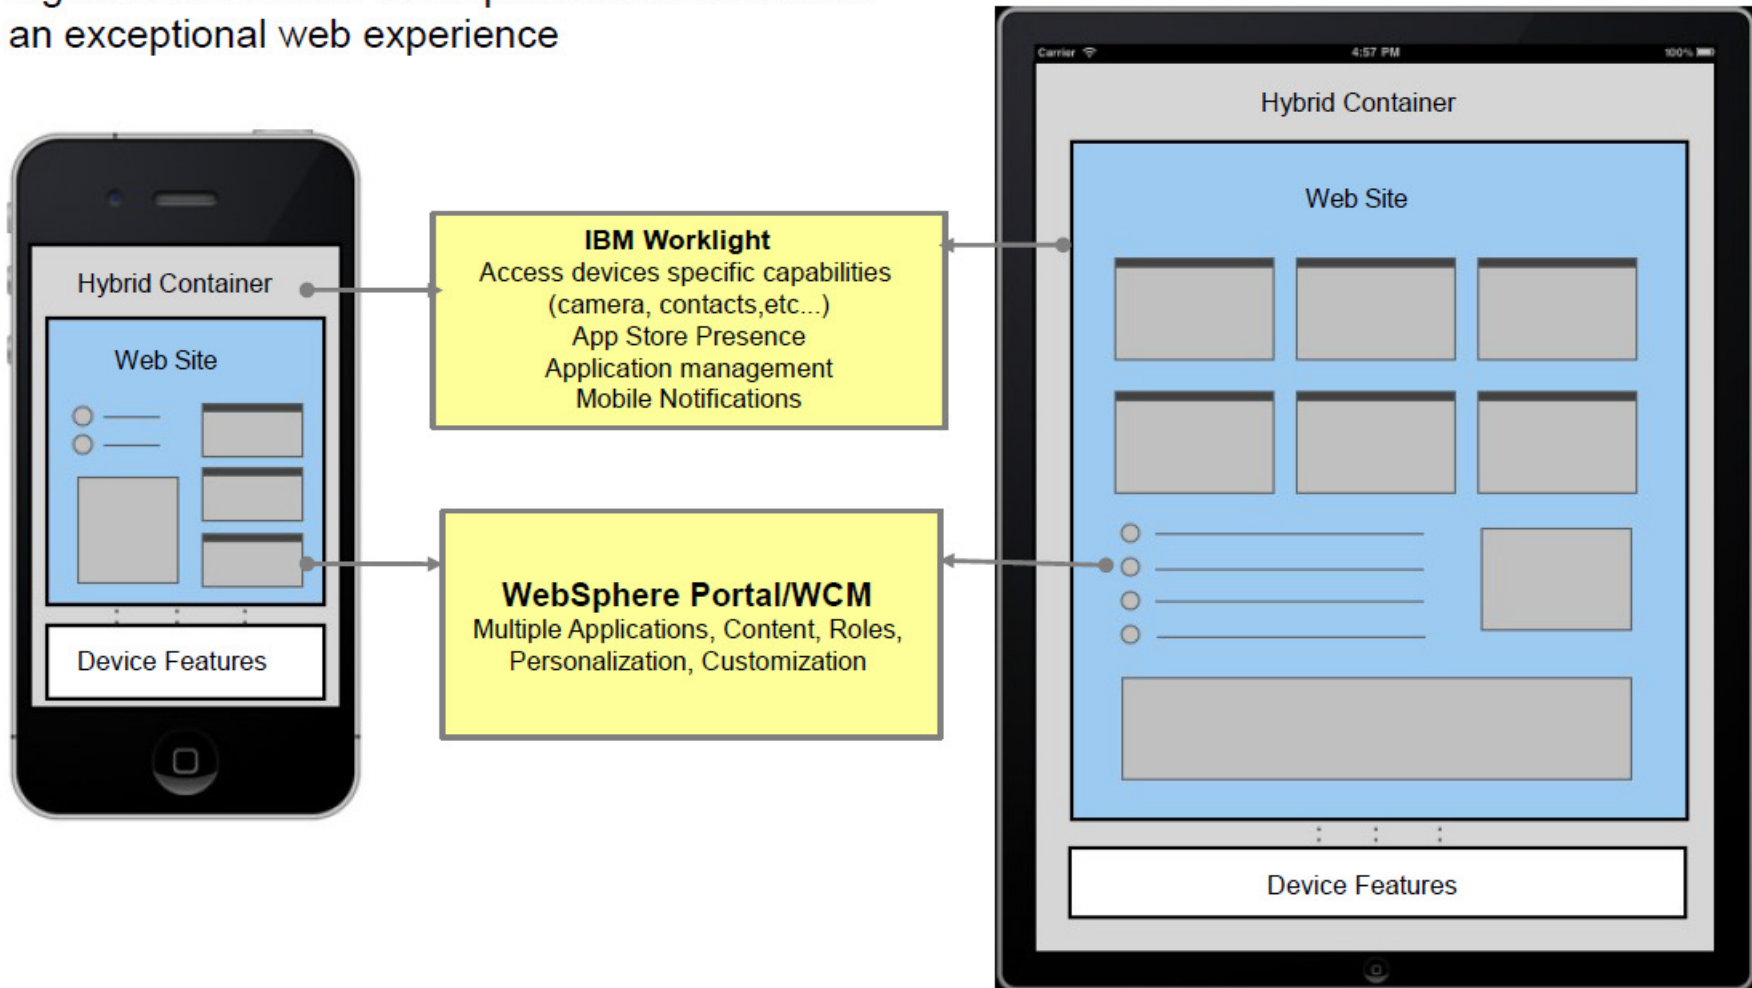 an exceptional web experience
Hybrid Container
Web Site
Device Features
IBM Worklight
Access devices specific capabilities
(camera, contacts,etc...)
App Store Presence
Application management
Mobile Notifications
WebSphere Portal/WCM
Multiple Applications, Content, Roles,
Personalization, Customization
Carrier 4:57 PM 100%
Hybrid Container
Web Site
Device Features